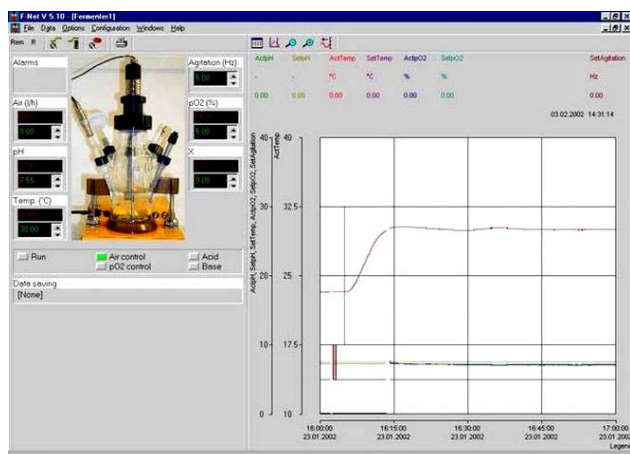 F-Net V 5.10 - [Fermenter1]
File Data Options Configuration Windows Help
Rem R
Alarms
Agitation (Hz)
5.00
Air (l/h)
0.00
pO2 (%)
5.00
pH
7.55
X
0.00
Temp (°C)
30.00
Run
Air control
Acid
pO2 control
Base
Data saving
[None]
ActpH SetpH ActTemp SetTemp ActpO2 SetpO2 SetAgitation
- - °C °C % % Hz
0.00 0.00 0.00 0.00 0.00 0.00 0.00
03.02.2002 14:31:14
ActpH, SetpH, SetTemp, ActpO2, SetpO2, SetAgitation
ActTemp
40 40
30 32.5
20 25
10 17.5
0 10
16:00:00 16:15:00 16:30:00 16:45:00 17:00:00
23.01.2002 23.01.2002 23.01.2002 23.01.2002 23.01.200
Legend